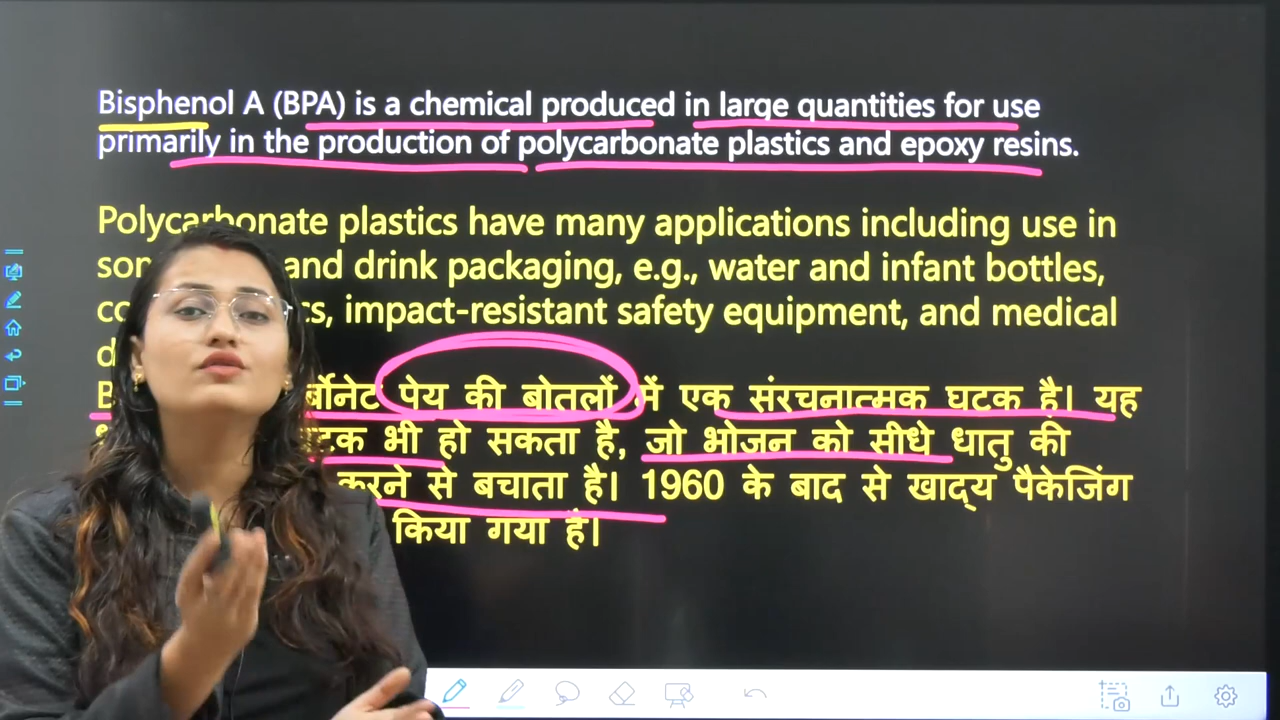 Bisphenol A (BPA) is a chemical produced in large quantities for use
primarily in the production of polycarbonate plastics and epoxy resins.
Polycarbonate plastics have many applications including use in
and drink packaging, e.g., water and infant bottles,
impact-resistant safety equipment, and medical
पेय की बोतलों में एक संरचनात्मक घटक है। यह
भी हो सकता है, जो भोजन को सीधे धातु की
करने से बचाता है। 1960 के बाद से खाद्य पैकेजिंग
किया गया है।